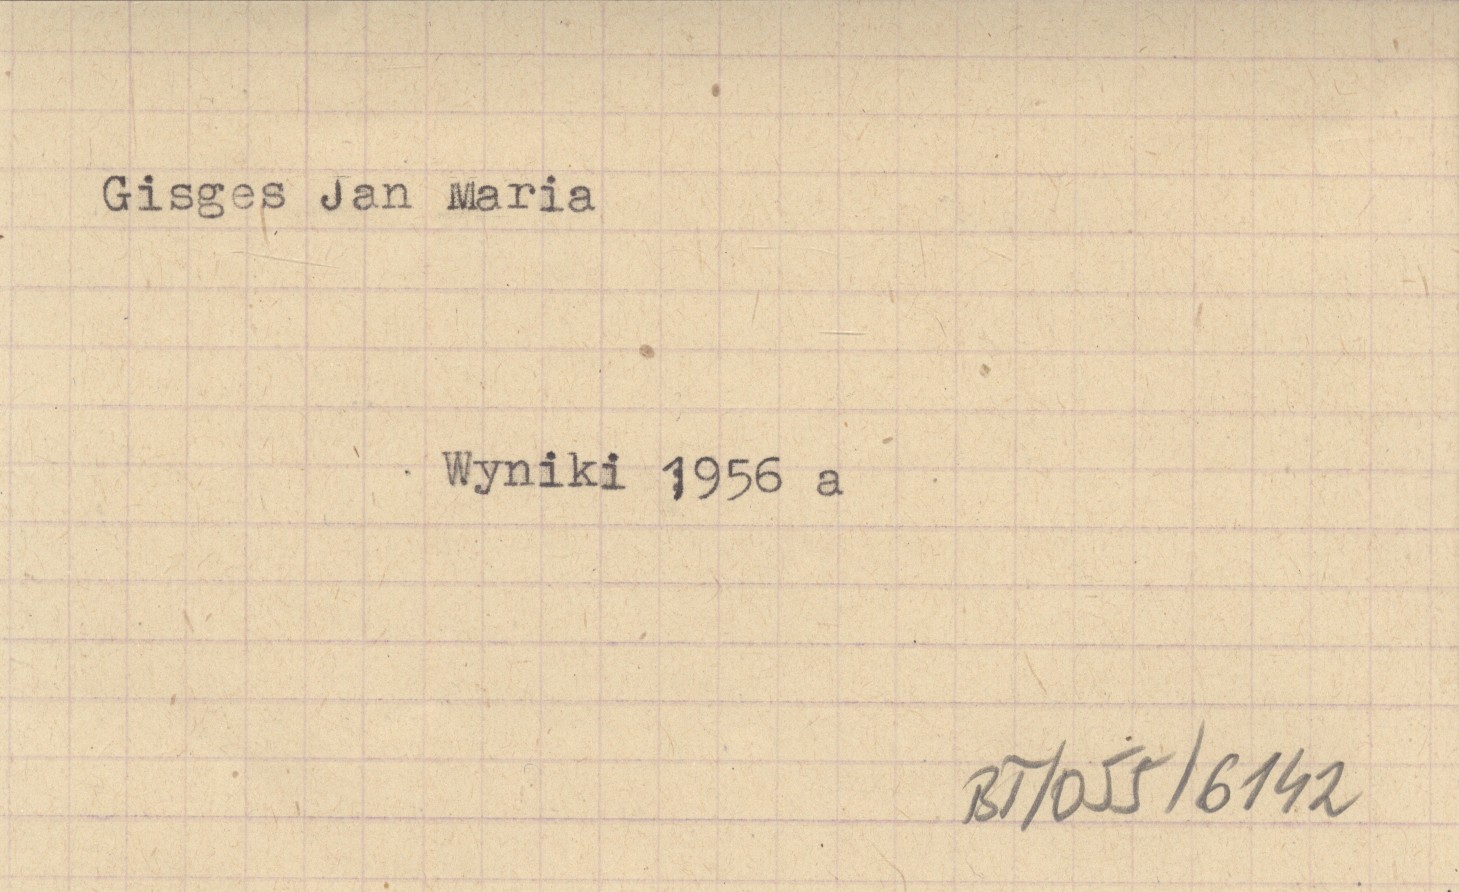 Gisges Jan Maria
Wyniki 1956 a
BT/055/6142